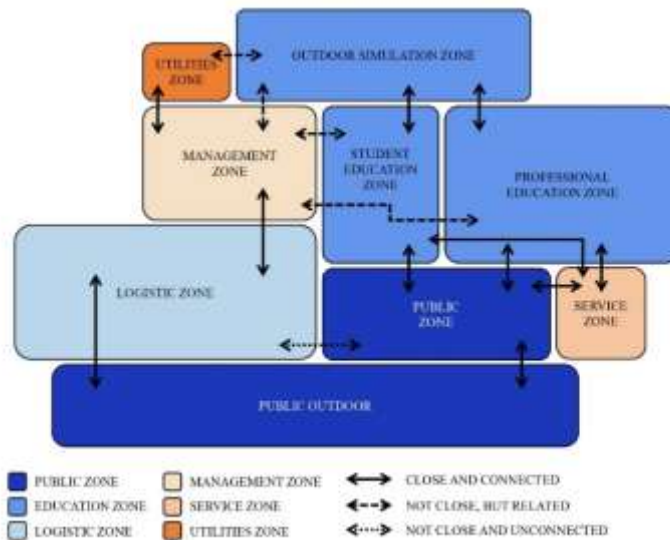 OUTDOOR SIMULATION ZONE
UTILITIES
ZONE
MANAGEMENT
ZONE
STUDENT
EDUCATION
ZONE
PROFESSIONAL
EDUCATION ZONE
LOGISTIC ZONE
PUBLIC
ZONE
SERVICE
ZONE
PUBLIC OUTDOOR
PUBLIC ZONE
MANAGEMENT ZONE
CLOSE AND CONNECTED
EDUCATION ZONE
SERVICE ZONE
NOT CLOSE, BUT RELATED
LOGISTIC ZONE
UTILITIES ZONE
NOT CLOSE AND UNCONNECTED